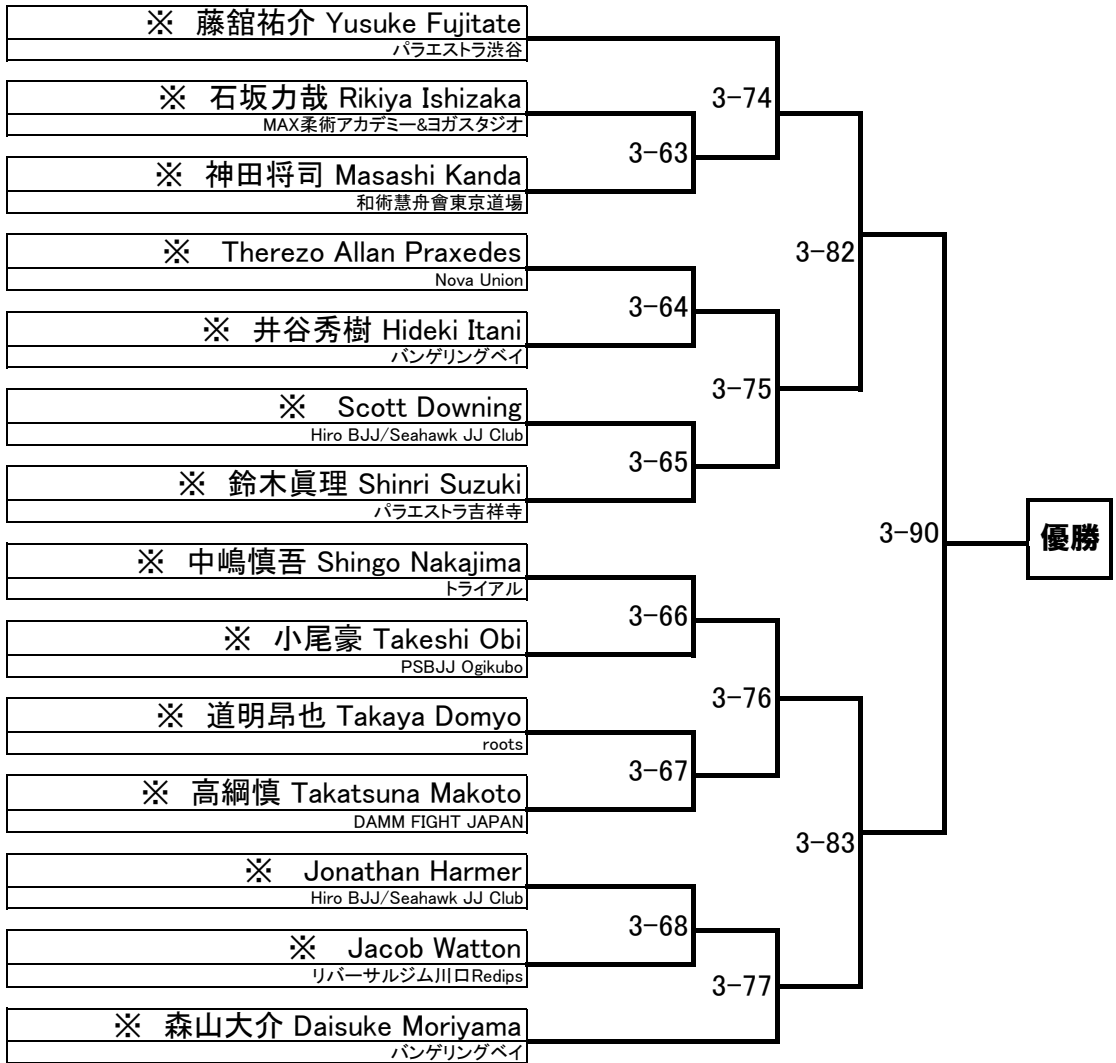 ※ 藤舘祐介 Yusuke Fujitate
パラエストラ渋谷
3-74
※ 石坂力哉 Rikiya Ishizaka
MAX柔術アカデミー&ヨガスタジオ
3-63
※ 神田将司 Masashi Kanda
和術慧舟會東京道場
3-82
※ Therezo Allan Praxedes
Nova Union
3-64
※ 井谷秀樹 Hideki Itani
バンゲリングベイ
3-75
※ Scott Downing
Hiro BJJ/Seahawk JJ Club
3-65
※ 鈴木眞理 Shinri Suzuki
パラエストラ吉祥寺
3-90
優勝
※ 中嶋慎吾 Shingo Nakajima
トライアル
3-66
※ 小尾豪 Takeshi Obi
PSBJJ Ogikubo
3-76
※ 道明昂也 Takaya Domyo
roots
3-67
※ 高綱慎 Takatsuna Makoto
DAMM FIGHT JAPAN
3-83
※ Jonathan Harmer
Hiro BJJ/Seahawk JJ Club
3-68
※ Jacob Watton
リバーサルジム川口Redips
3-77
※ 森山大介 Daisuke Moriyama
バンゲリングベイ